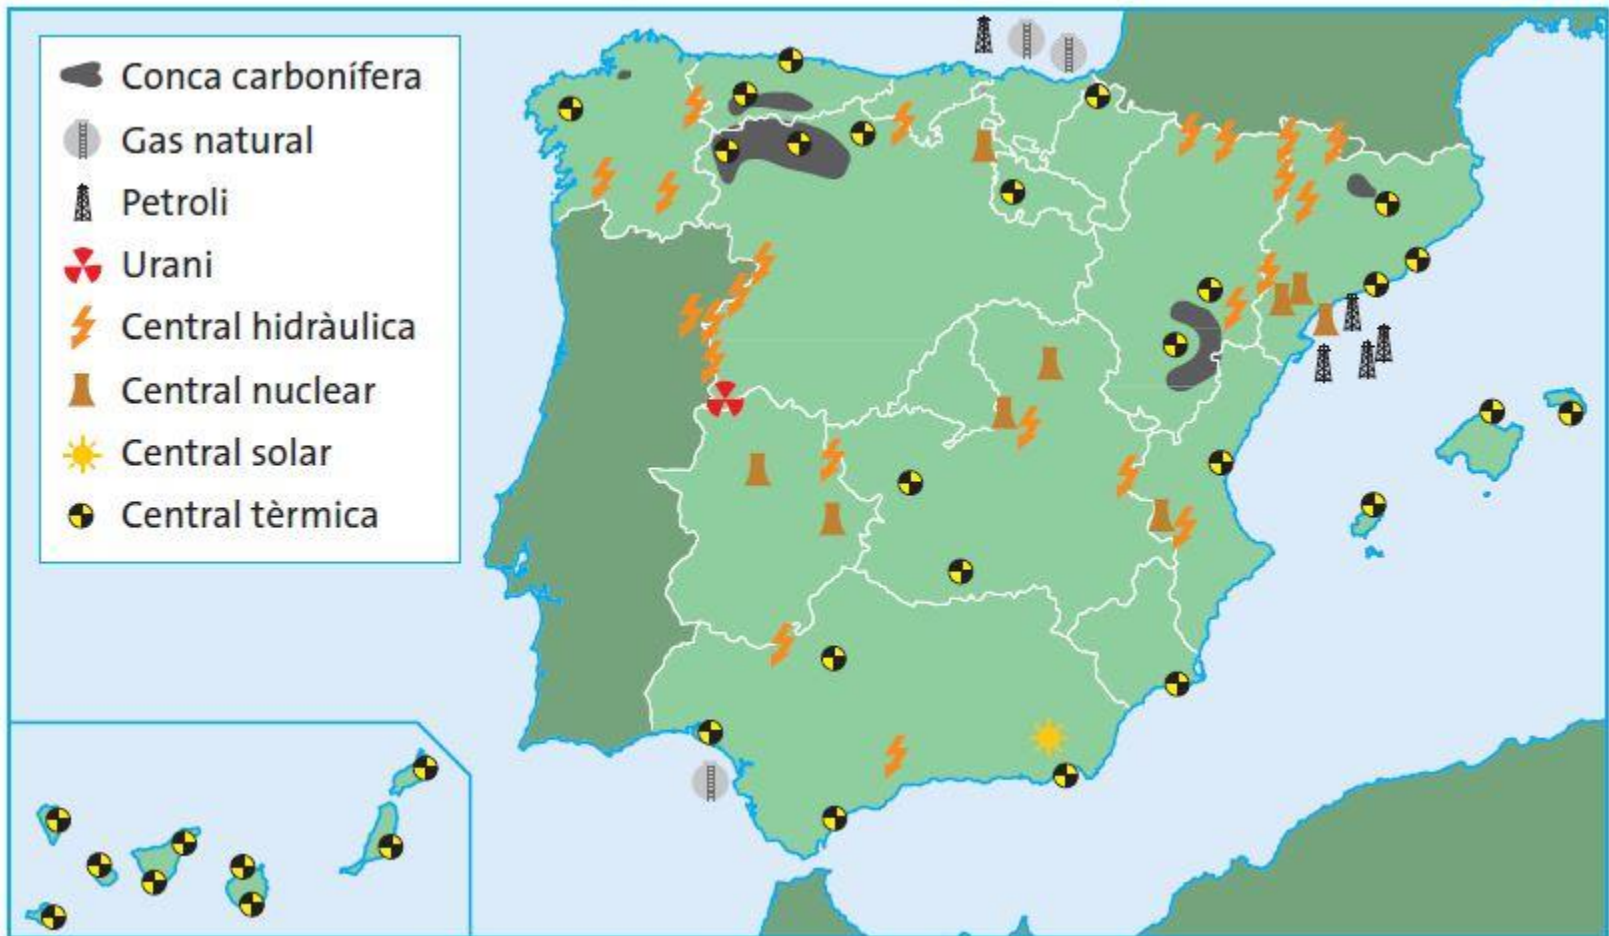 Conca carbonífera
Gas natural
Petroli
Urani
Central hidràulica
Central nuclear
Central solar
Central tèrmica